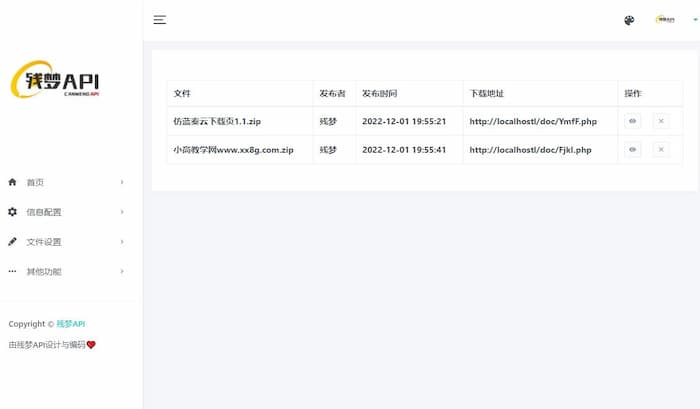 残梦API
CANMENG API
首页
信息配置
文件设置
其他功能
Copyright © 残梦API
由残梦API设计与编码
文件 发布者 发布时间 下载地址 操作
仿蓝奏云下载页1.1.zip 残梦 2022-12-01 19:55:21 http://localhostl/doc/YmfF.php
小高教学网www.xx8g.com.zip 残梦 2022-12-01 19:55:41 http://localhostl/doc/Fjkl.php